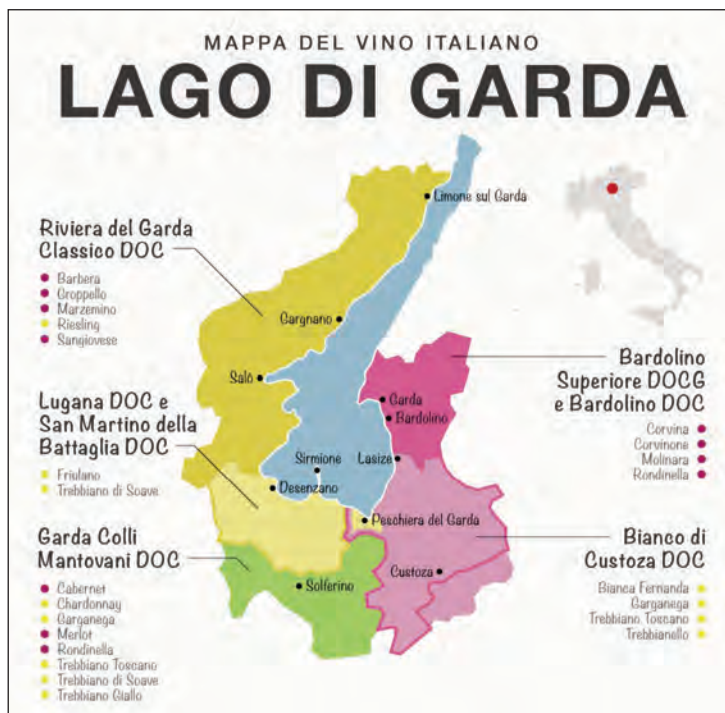 MAPPA DEL VINO ITALIANO
LAGO DI GARDA
Limone sul Garda
Riviera del Garda
Classico DOC
Barbera
Groppello
Marzemino
Riesling
Sangiovese
Gargnano
Salò
Bardolino
Superiore DOCG
e Bardolino DOC
Corvina
Corvinone
Molinara
Rondinella
Garda
Bardolino
Lugana DOC e
San Martino della
Battaglia DOC
Friulano
Trebbiano di Soave
Sirmione
Lasize
Desenzano
Peschiera del Garda
Garda Colli
Mantovani DOC
Cabernet
Chardonnay
Garganega
Merlot
Rondinella
Trebbiano Toscano
Trebbiano di Soave
Trebbiano Giallo
Solferino
Custoza
Bianco di
Custoza DOC
Bianca Fernanda
Garganega
Trebbiano Toscano
Trebbianello